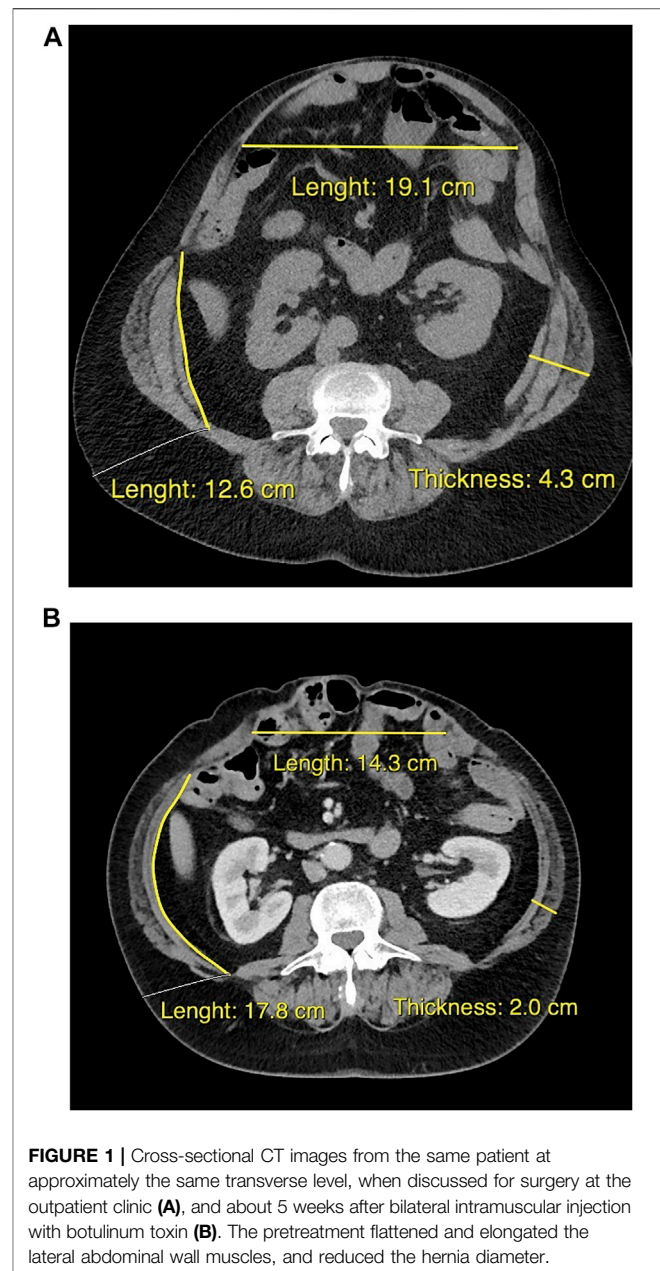 A
Lenght: 19.1 cm
Lenght: 12.6 cm
Thickness: 4.3 cm
B
Length: 14.3 cm
Lenght: 17.8 cm
Thickness: 2.0 cm
FIGURE 1 | Cross-sectional CT images from the same patient at
approximately the same transverse level, when discussed for surgery at the
outpatient clinic (A), and about 5 weeks after bilateral intramuscular injection
with botulinum toxin (B). The pretreatment flattened and elongated the
lateral abdominal wall muscles, and reduced the hernia diameter.